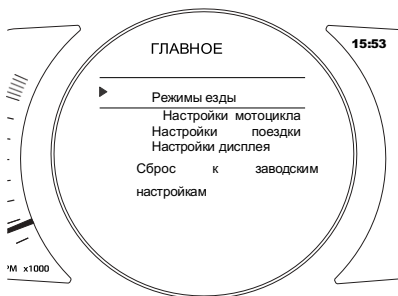 ГЛАВНОЕ
15:53
Режимы езды
Настройки мотоцикла
Настройки поездки
Настройки дисплея
Сброс к заводским
настройкам
x1000